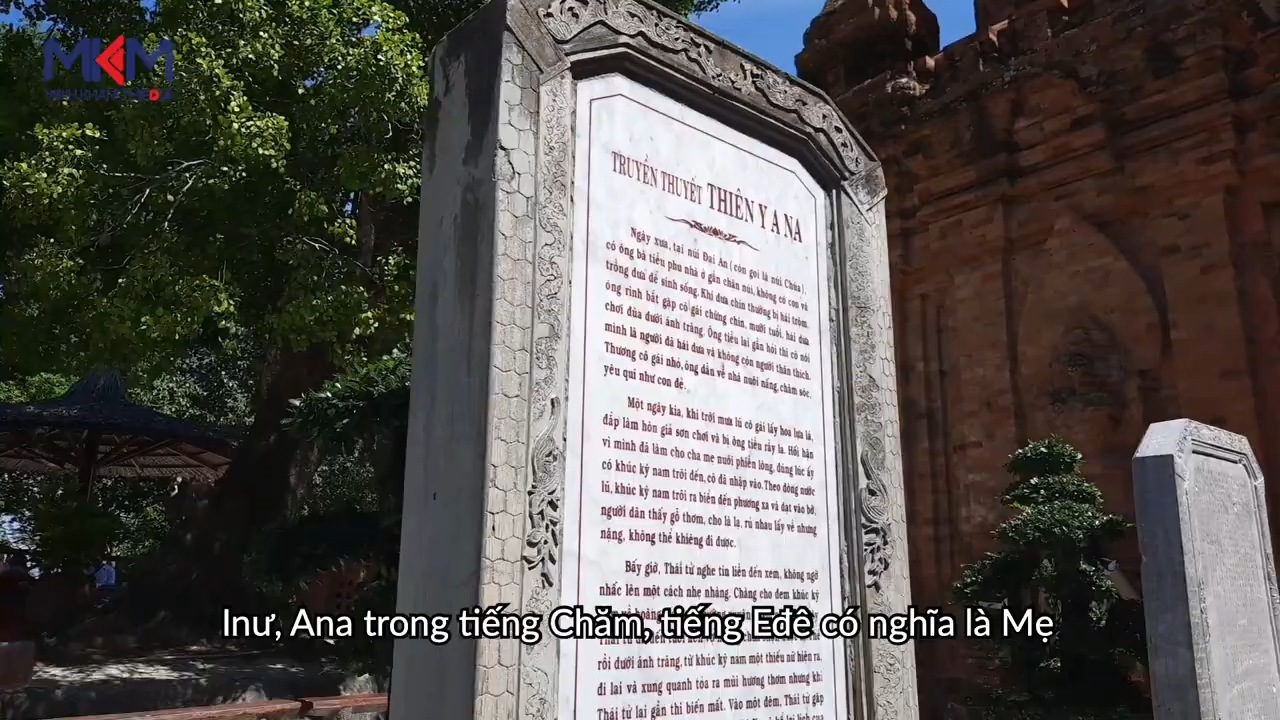 MKM
MINH KHANG MEDIA
TRUYỀN THUYẾT THIÊN Y A NA
Ngày xưa, tại núi Đại An (còn gọi là núi Chúa),
có ông bà tiều phu nhà ở gần chân núi, không có con và
trồng dưa để sinh sống. Khi dưa chín thường bị hái trộm,
ông rình bắt gặp cô gái chừng chín, mười tuổi, hái dưa
chơi đùa dưới ánh trăng. Ông tiều lại gần hỏi thì cô nói
mình là người đã hái dưa và không còn người thân thích.
Thương cô gái nhỏ, ông dẫn về nhà nuôi nấng, chăm sóc,
yêu quí như con đẻ.
Một ngày kia, khi trời mưa lũ cô gái lấy hoa lựa lá,
đắp làm hòn giả sơn chơi và bị ông tiều rầy la. Hối hận
vì mình đã làm cho cha mẹ nuôi phiền lòng, đúng lúc ấy
có khúc kỳ nam trôi đến, cô đã nhập vào. Theo dòng nước
lũ, khúc kỳ nam trôi ra biển đến phương xa và dạt vào bờ,
người dân thấy gỗ thơm, cho là lạ, rủ nhau lấy về nhưng
nặng, không thể khiêng đi được.
Bấy giờ, Thái tử nghe tin liền đến xem, không ngờ
nhấc lên một cách nhẹ nhàng. Chàng cho đem khúc kỳ
Inư, Ana trong tiếng Chăm, tiếng Eđê có nghĩa là Mẹ
rồi dưới ánh trăng, từ khúc kỳ nam một thiếu nữ hiện ra,
đi lại và xung quanh tỏa ra mùi hương thơm nhưng khi
Thái tử lại gần thì biến mất. Vào một đêm, Thái tử gặp